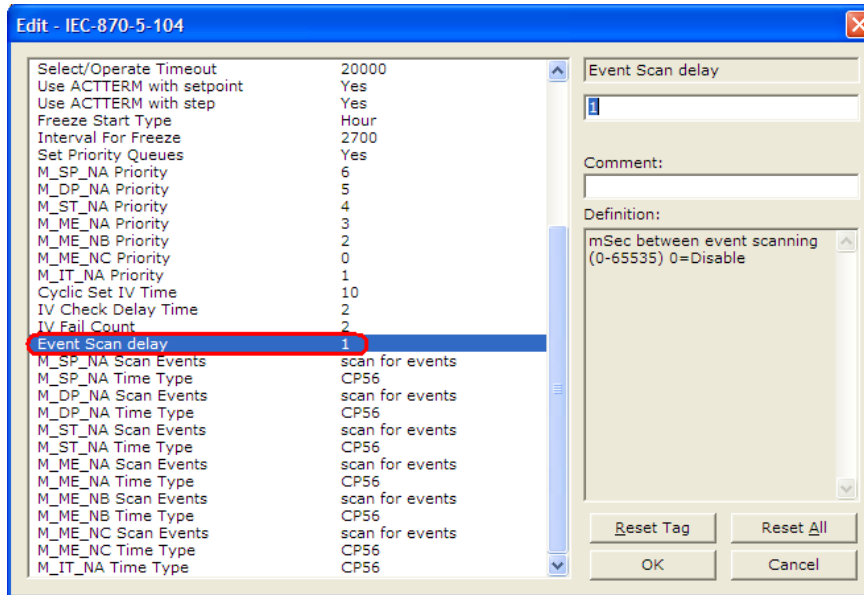 Edit - IEC-870-5-104
Select/Operate Timeout 20000
Use ACTTERM with setpoint Yes
Use ACTTERM with step Yes
Freeze Start Type Hour
Interval For Freeze 2700
Set Priority Queues Yes
M_SP_NA Priority 6
M_DP_NA Priority 5
M_ST_NA Priority 4
M_ME_NA Priority 3
M_ME_NB Priority 2
M_ME_NC Priority 0
M_IT_NA Priority 1
Cyclic Set IV Time 10
IV Check Delay Time 2
IV Fail Count 2
Event Scan delay 1
M_SP_NA Scan Events scan for events
M_SP_NA Time Type CP56
M_DP_NA Scan Events scan for events
M_DP_NA Time Type CP56
M_ST_NA Scan Events scan for events
M_ST_NA Time Type CP56
M_ME_NA Scan Events scan for events
M_ME_NA Time Type CP56
M_ME_NB Scan Events scan for events
M_ME_NB Time Type CP56
M_ME_NC Scan Events scan for events
M_ME_NC Time Type CP56
M_IT_NA Time Type CP56
Event Scan delay
1
Comment:
Definition:
mSec between event scanning
(0-65535) 0=Disable
Reset Tag Reset All
OK Cancel